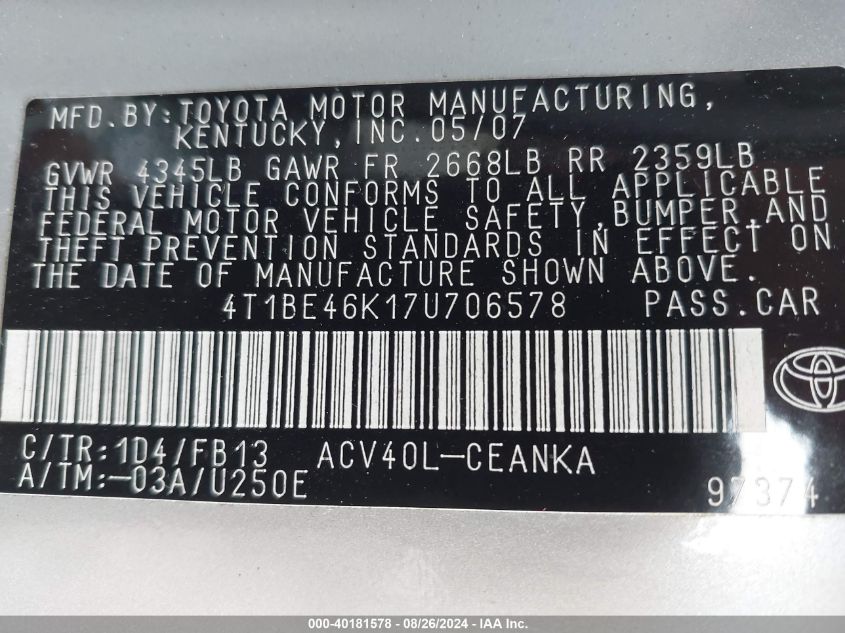 MFD.BY:TOYOTA MOTOR MANUFACTURING,
KENTUCKY,INC.05/07
GVWR 4345LB GAWR FR 2668LB RR 2359LB
THIS VEHICLE CONFORMS TO ALL APPLICABLE
FEDERAL MOTOR VEHICLE SAFETY,BUMPER,AND
THEFT PREVENTION STANDARDS IN EFFECT ON
THE DATE OF MANUFACTURE SHOWN ABOVE.
4T1BE46K17U706578 PASS.CAR
C/TR:1D4/FB13 ACV40L-CEANKA
A/TM:-03A/U250E 97374
000-40181578 - 08/26/2024 - IAA Inc.